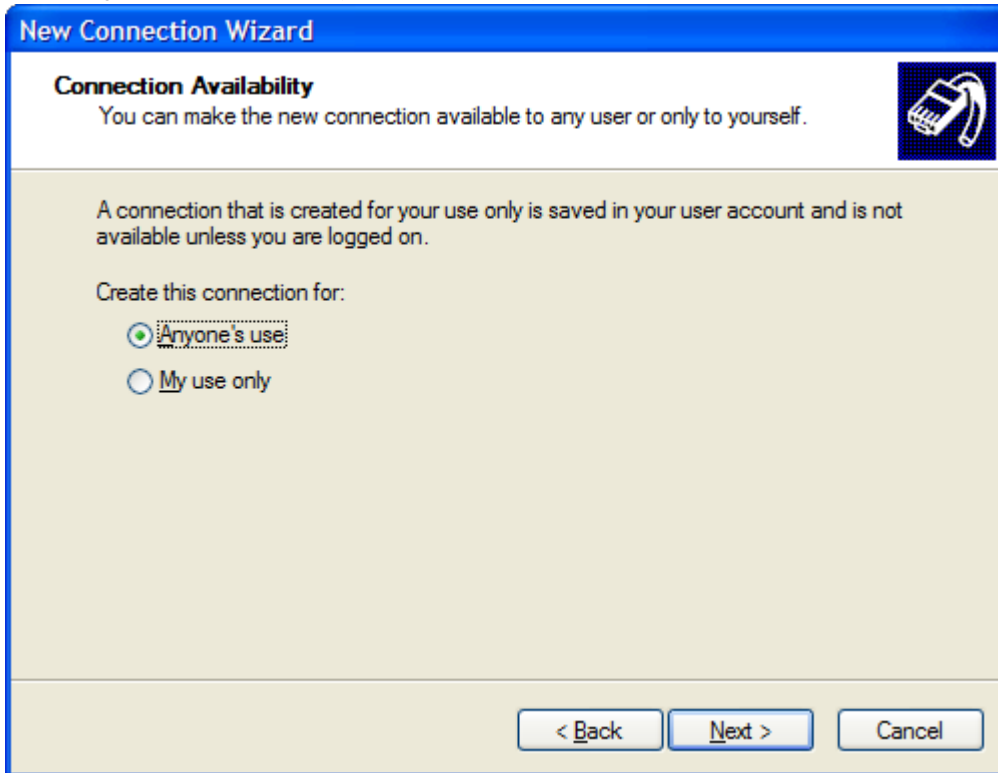 New Connection Wizard
Connection Availability
You can make the new connection available to any user or only to yourself.
A connection that is created for your use only is saved in your user account and is not
available unless you are logged on.
Create this connection for:
Anyone's use
My use only
< Back
Next >
Cancel